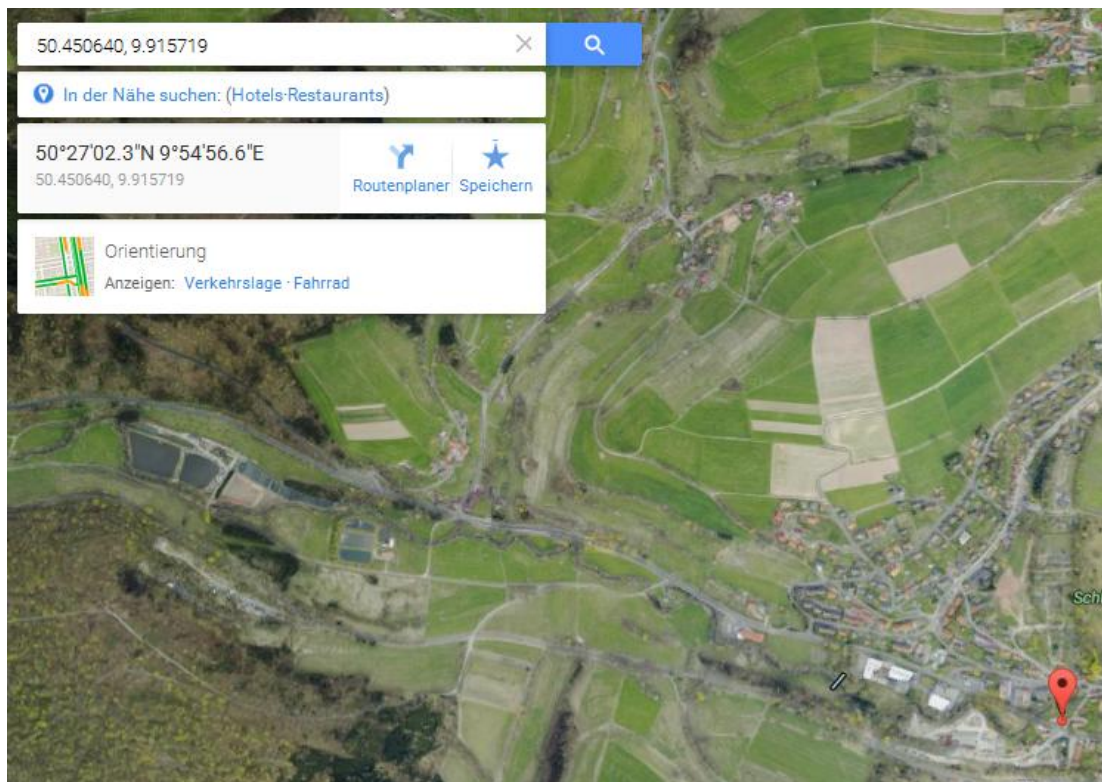 50.450640, 9.915719
In der Nähe suchen: (Hotels·Restaurants)
50°27'02.3"N 9°54'56.6"E
50.450640, 9.915719
Routenplaner Speichern
Orientierung
Anzeigen: Verkehrslage · Fahrrad